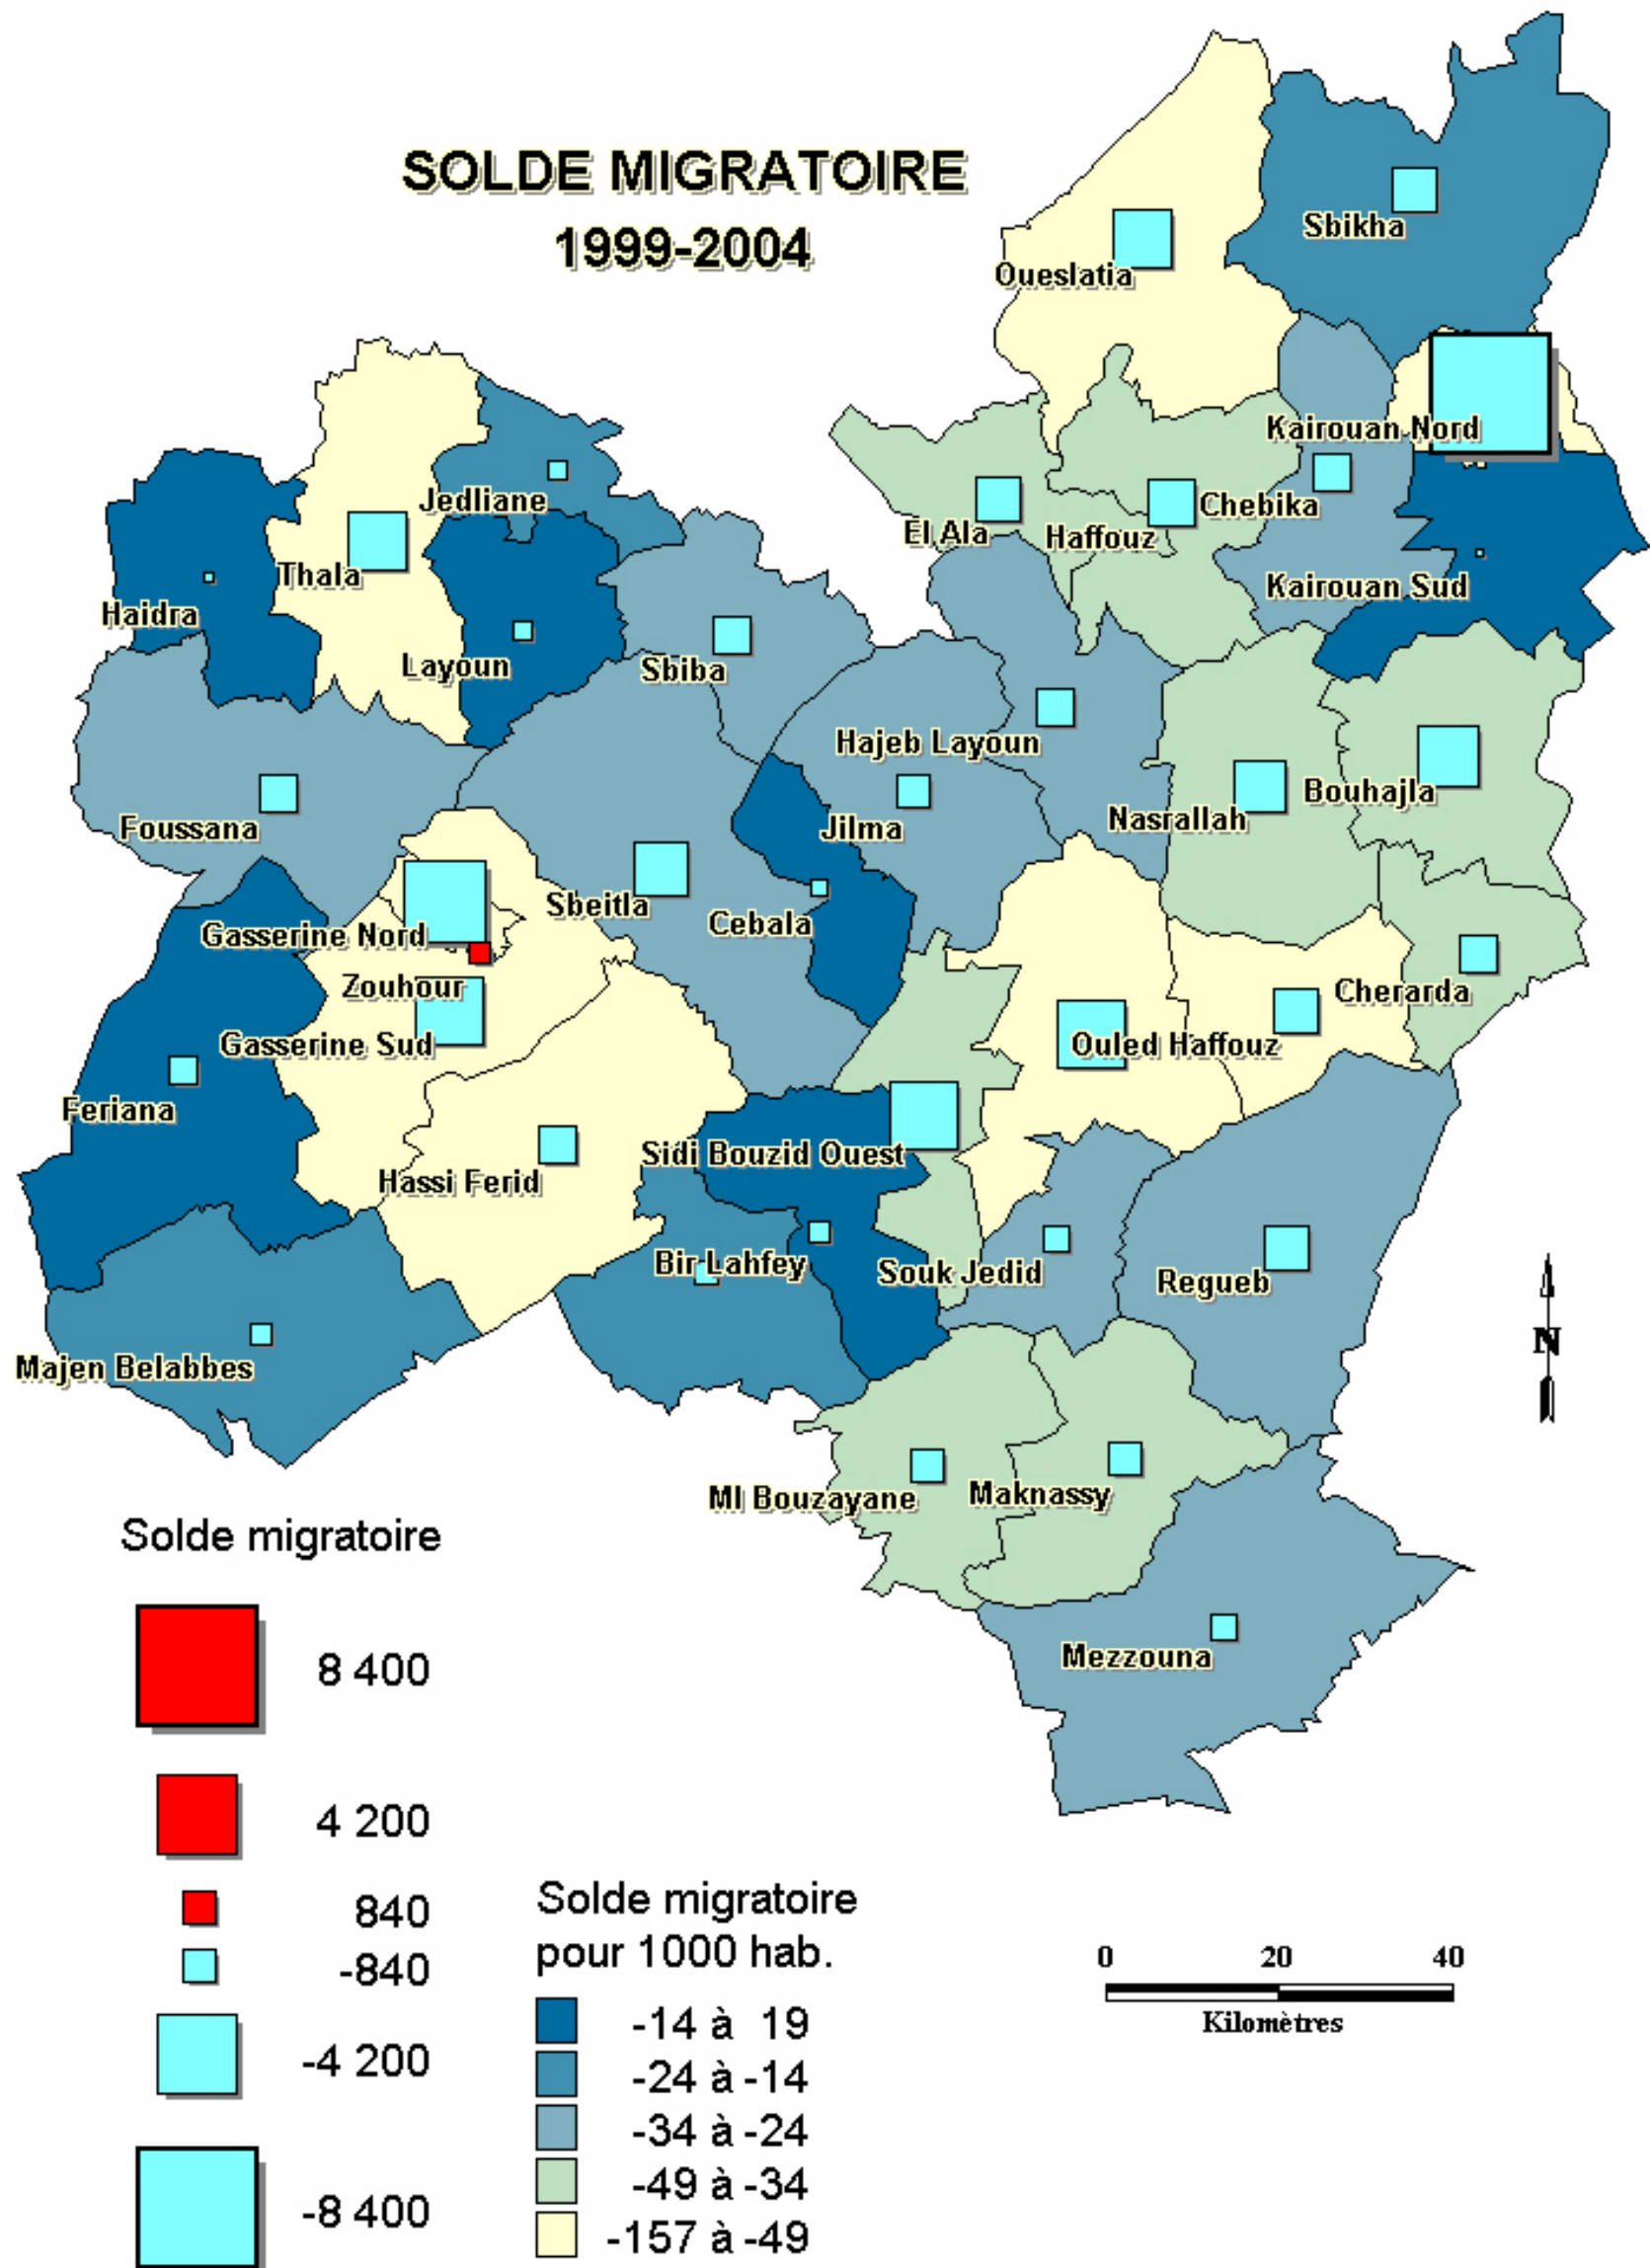 SOLDE MIGRATOIRE
1999-2004
Sbikha
Oueslatia
Kairouan Nord
Jedliane
Chebika
El Ala
Haffouz
Thala
Kairouan Sud
Haidra
Layoun
Sbiba
Hajeb Layoun
Bouhajla
Nasrallah
Jilma
Foussana
Sbeitla
Cebala
Gasserine Nord
Zouhour
Cherarda
Gasserine Sud
Ouled Haffouz
Feriana
Sidi Bouzid Ouest
Hassi Ferid
Bir Lahfey
Souk Jedid
Regueb
N
Majen Belabbes
Ml Bouzayane
Maknassy
Mezzouna
Solde migratoire
8 400
4 200
840
-840
-4 200
-8 400
Solde migratoire
pour 1000 hab.
-14 à 19
-24 à -14
-34 à -24
-49 à -34
-157 à -49
0 20 40
Kilomètres